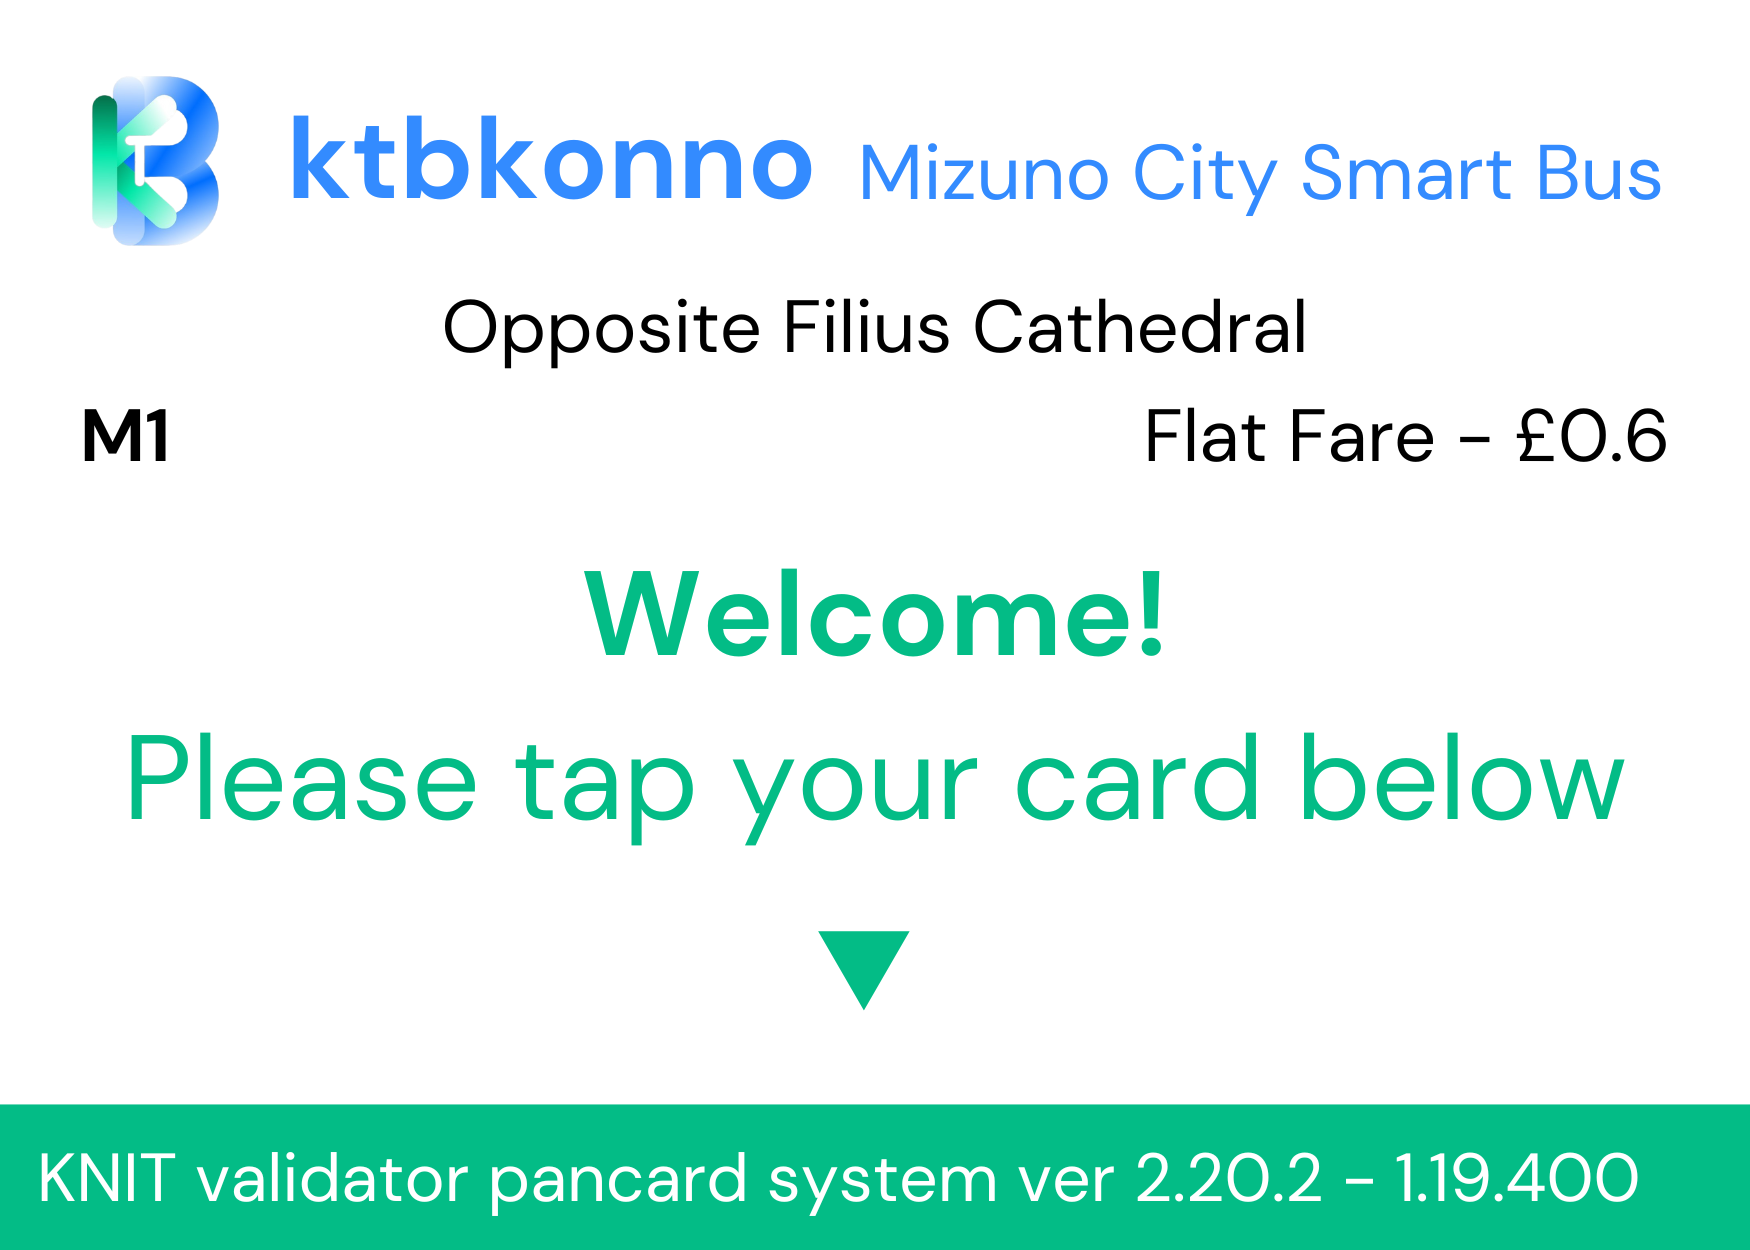 ktbkonno Mizuno City Smart Bus
Opposite Filius Cathedral
M1 Flat Fare - £0.6
Welcome!
Please tap your card below
KNIT validator pancard system ver 2.20.2 - 1.19.400